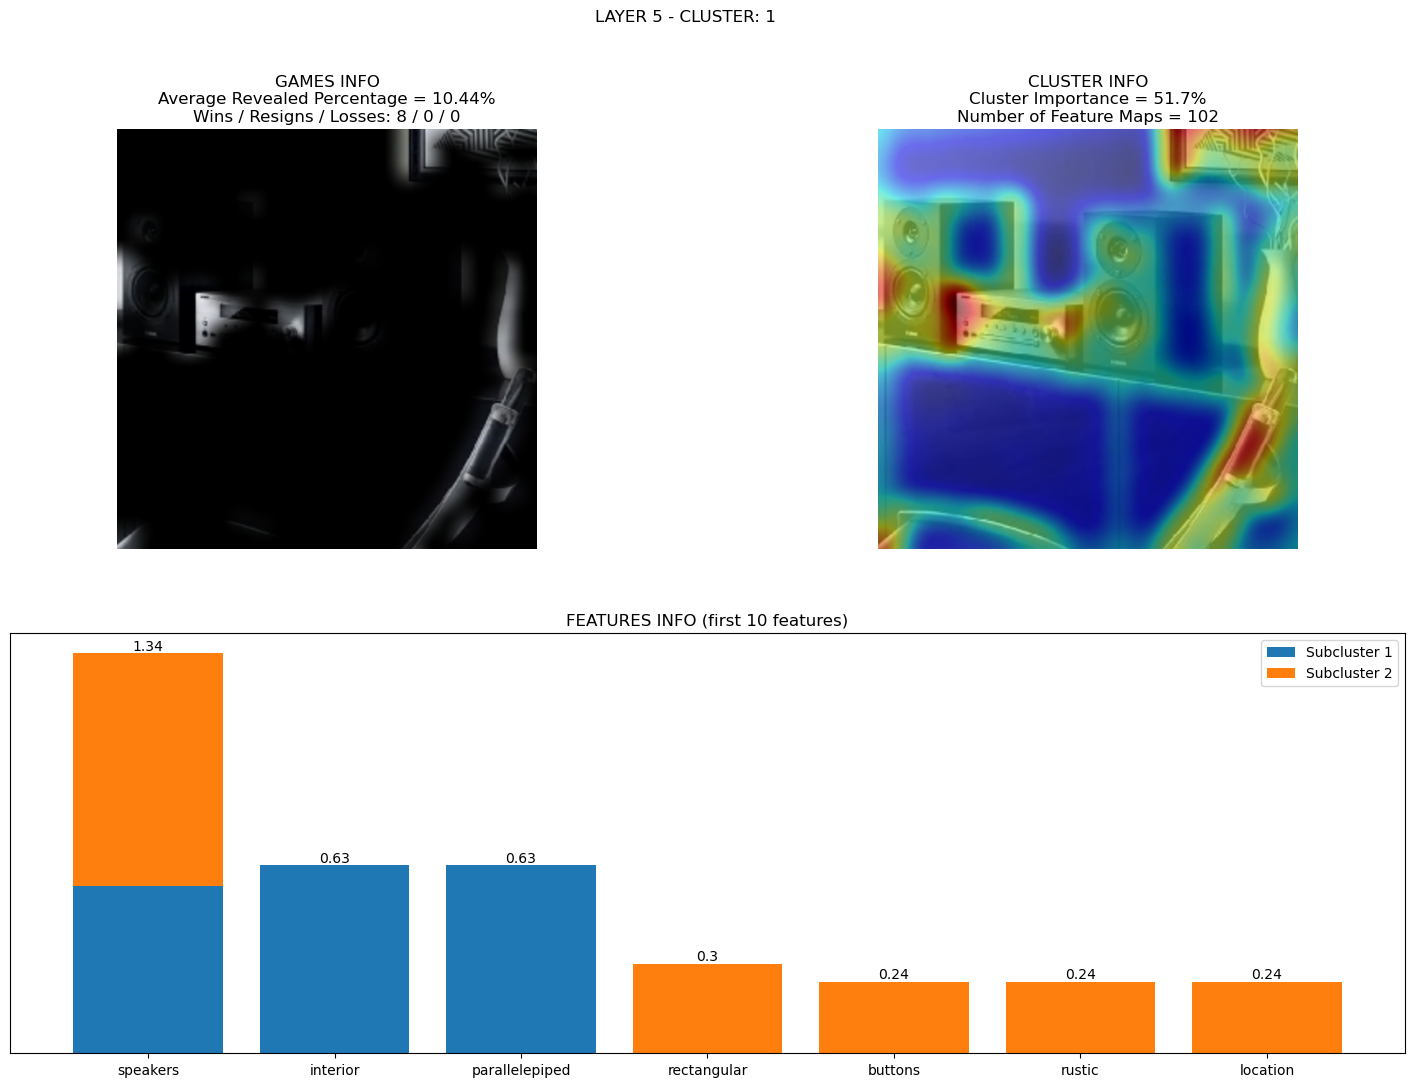 LAYER 5 - CLUSTER: 1
GAMES INFO
Average Revealed Percentage = 10.44%
Wins / Resigns / Losses: 8 / 0 / 0
CLUSTER INFO
Cluster Importance = 51.7%
Number of Feature Maps = 102
FEATURES INFO (first 10 features)
1.34
0.63
0.63
0.3
0.24
0.24
0.24
Subcluster 1
Subcluster 2
speakers
interior
parallelepiped
rectangular
buttons
rustic
location